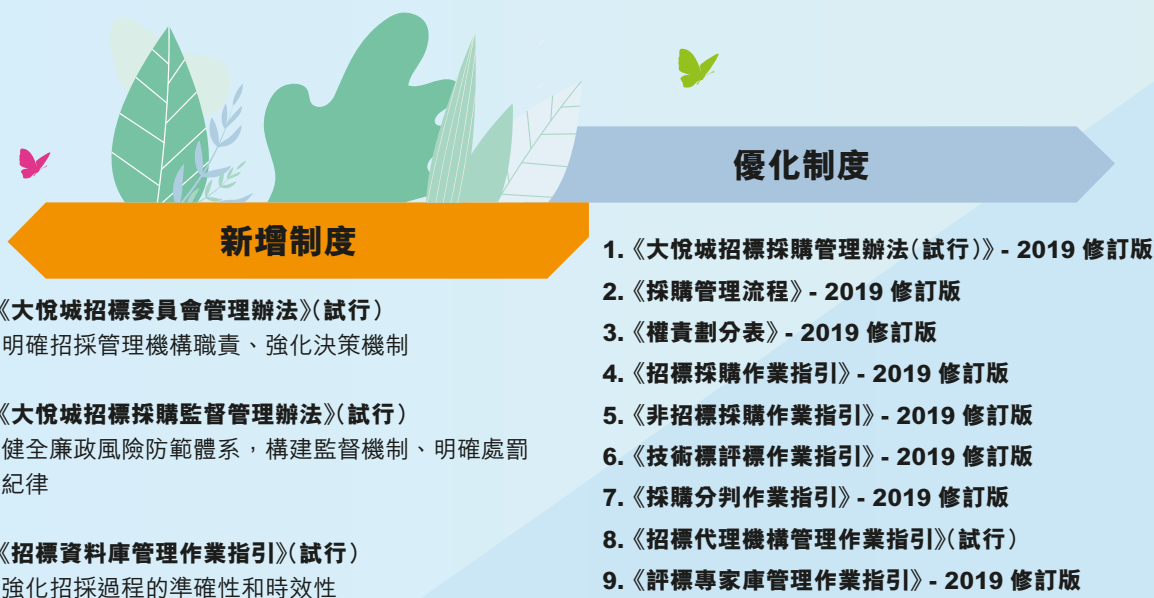 新增制度
《大悅城招標委員會管理辦法》(試行)
明確招採管理機構職責、強化決策機制
《大悅城招標採購監督管理辦法》(試行)
健全廉政風險防範體系，構建監督機制、明確處罰
紀律
《招標資料庫管理作業指引》(試行)
強化招採過程的準確性和時效性
優化制度
1.《大悅城招標採購管理辦法(試行)》- 2019 修訂版
2.《採購管理流程》- 2019 修訂版
3.《權責劃分表》- 2019 修訂版
4.《招標採購作業指引》- 2019 修訂版
5.《非招標採購作業指引》- 2019 修訂版
6.《技術標評標作業指引》- 2019 修訂版
7.《採購分判作業指引》- 2019 修訂版
8.《招標代理機構管理作業指引》(試行)
9.《評標專家庫管理作業指引》- 2019 修訂版